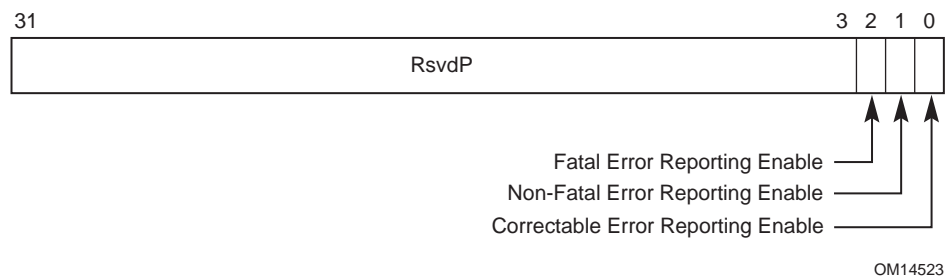 31 3 2 1 0
RsvdP
Fatal Error Reporting Enable
Non-Fatal Error Reporting Enable
Correctable Error Reporting Enable
OM14523